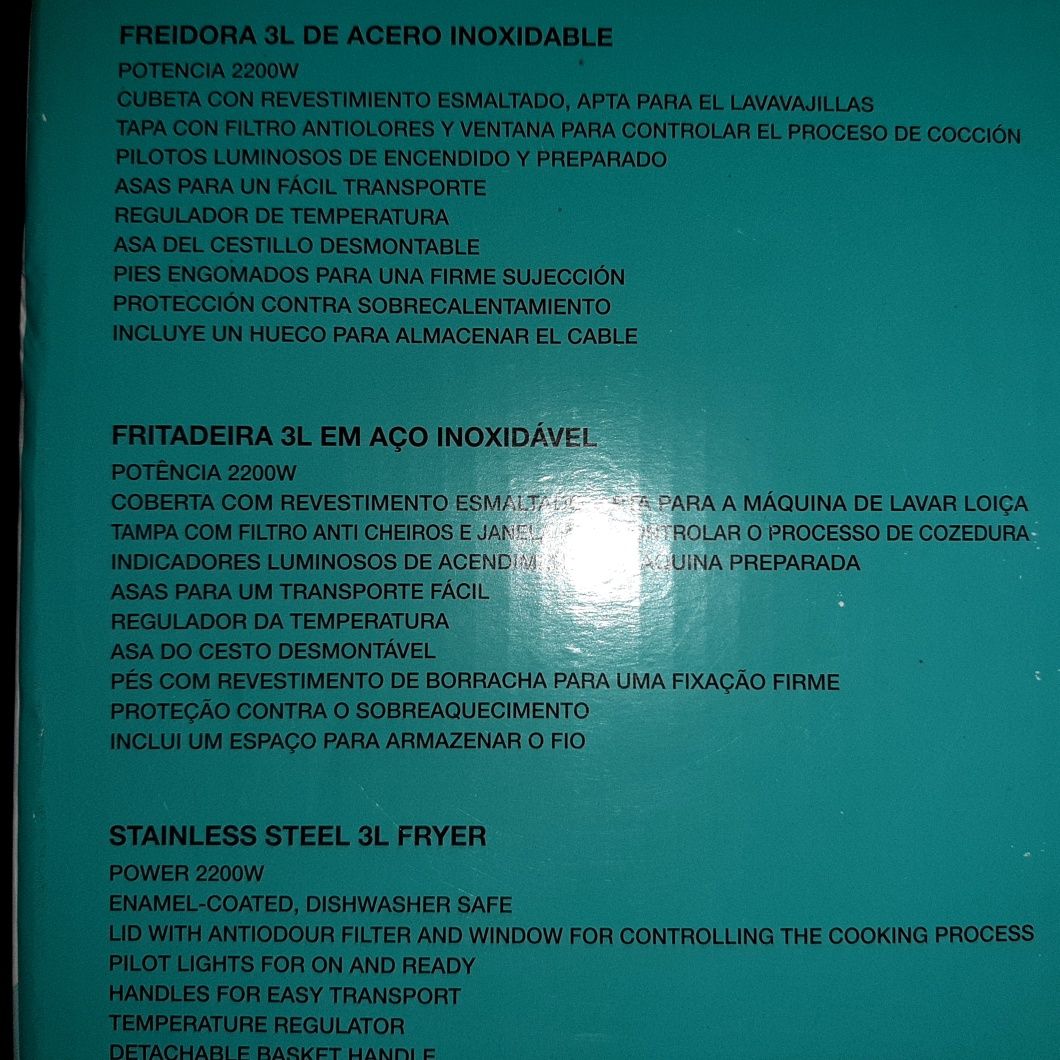 FREIDORA 3L DE ACERO INOXIDABLE
POTENCIA 2200W
CUBETA CON REVESTIMIENTO ESMALTADO, APTA PARA EL LAVAVAJILLAS
TAPA CON FILTRO ANTIOLORES Y VENTANA PARA CONTROLAR EL PROCESO DE COCCIÓN
PILOTOS LUMINOSOS DE ENCENDIDO Y PREPARADO
ASAS PARA UN FÁCIL TRANSPORTE
REGULADOR DE TEMPERATURA
ASA DEL CESTILLO DESMONTABLE
PIES ENGOMADOS PARA UNA FIRME SUJECCIÓN
PROTECCIÓN CONTRA SOBRECALENTAMIENTO
INCLUYE UN HUECO PARA ALMACENAR EL CABLE
FRITADEIRA 3L EM AÇO INOXIDÁVEL
POTÊNCIA 2200W
COBERTA COM REVESTIMENTO ESMALTADO PARA A MÁQUINA DE LAVAR LOIÇA
TAMPA COM FILTRO ANTI CHEIROS E CONTROLAR O PROCESSO DE COZEDURA
INDICADORES LUMINOSOS DE PREPARADA
ASAS PARA UM TRANSPORTE FÁCIL
REGULADOR DA TEMPERATURA
ASA DO CESTO DESMONTÁVEL
PÉS COM REVESTIMENTO DE BORRACHA PARA UMA FIXAÇÃO FIRME
PROTEÇÃO CONTRA O SOBREAQUECIMENTO
INCLUI UM ESPAÇO PARA ARMAZENAR O FIO
STAINLESS STEEL 3L FRYER
POWER 2200W
ENAMEL-COATED, DISHWASHER SAFE
LID WITH ANTIODOUR FILTER AND WINDOW FOR CONTROLLING THE COOKING PROCESS
PILOT LIGHTS FOR ON AND READY
HANDLES FOR EASY TRANSPORT
TEMPERATURE REGULATOR
DETACHABLE BASKET HANDLE